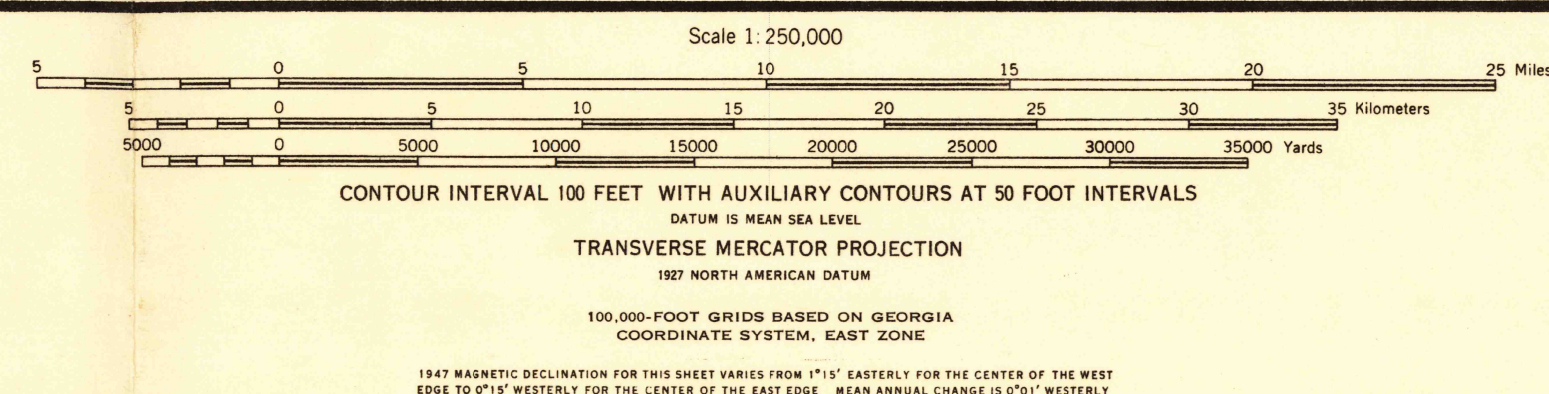 Scale 1:250,000
5 0 5 10 15 20 25 Miles
5 0 5 10 15 20 25 30 35 Kilometers
5000 0 5000 10000 15000 20000 25000 30000 35000 Yards
CONTOUR INTERVAL 100 FEET WITH AUXILIARY CONTOURS AT 50 FOOT INTERVALS
DATUM IS MEAN SEA LEVEL
TRANSVERSE MERCATOR PROJECTION
1927 NORTH AMERICAN DATUM
100,000-FOOT GRIDS BASED ON GEORGIA
COORDINATE SYSTEM, EAST ZONE
1947 MAGNETIC DECLINATION FOR THIS SHEET VARIES FROM 1°15′ EASTERLY FOR THE CENTER OF THE WEST
EDGE TO 0°15′ WESTERLY FOR THE CENTER OF THE EAST EDGE MEAN ANNUAL CHANGE IS 0°01′ WESTERLY